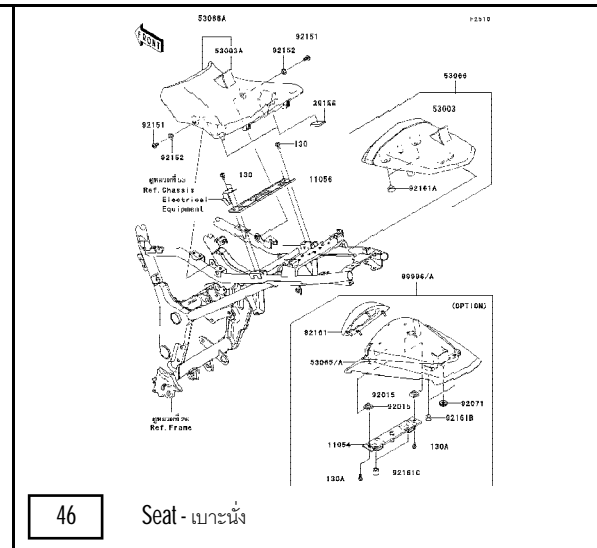 53066A
F2510
FRONT
92151
53003A
92152
53066
39156
53003
92151
92152
130
130
11056
92161A
ดูหมวดที่ 55
Ref. Chassis
Electrical
Equipment
99996/A
(OPTION)
92161
53065/A
92015
92015
92071
92161B
ดูหมวดที่ 26
Ref. Frame
11054
130A
130A
92161C
46
Seat - เบาะนั่ง